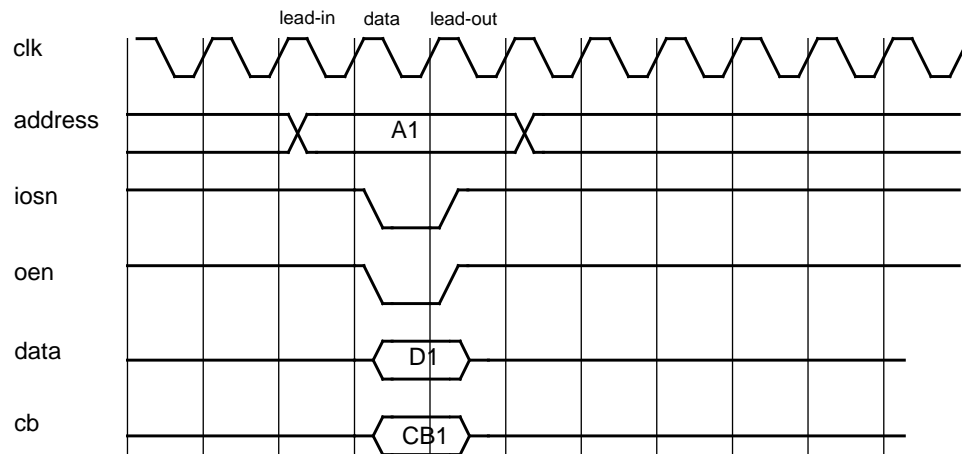 lead-in data lead-out
clk
address A1
iosn
oen
data D1
cb CB1